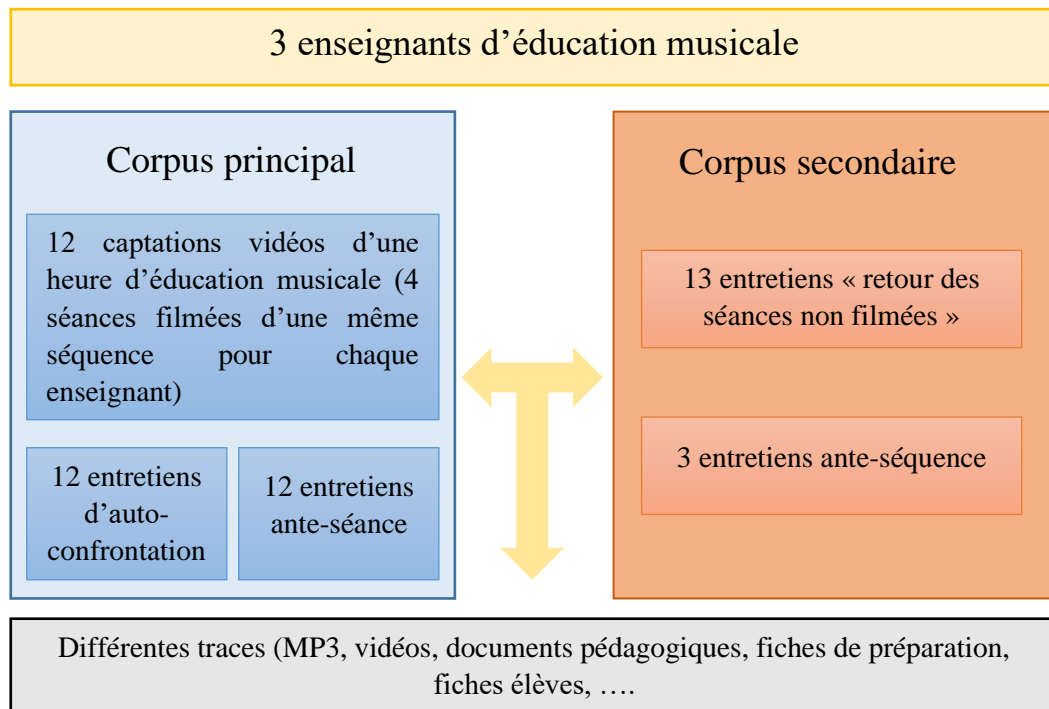 3 enseignants d’éducation musicale
Corpus principal
12 captations vidéos d’une
heure d’éducation musicale (4
séances filmées d’une même
séquence pour chaque
enseignant)
12 entretiens
d’auto-
confrontation
12 entretiens
ante-séance
Corpus secondaire
13 entretiens « retour des
séances non filmées »
3 entretiens ante-séquence
Différentes traces (MP3, vidéos, documents pédagogiques, fiches de préparation,
fiches élèves, ….